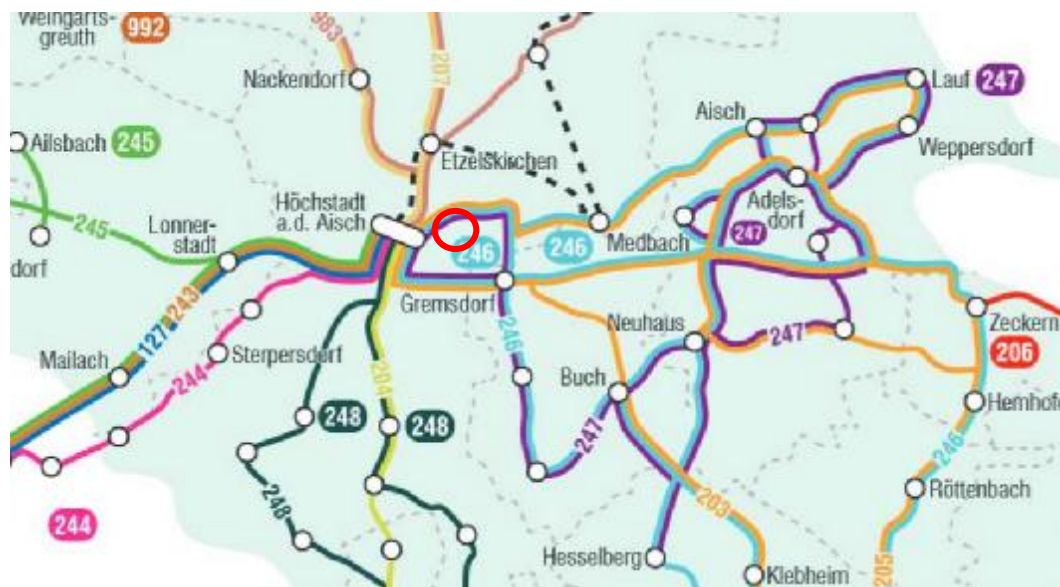 Weingarts-
greuth 992
983
207
Nackendorf
Lauf 247
Aisch
Ailsbach 245
Etzelskirchen
Weppersdorf
Höchstadt
a.d. Aisch
Adels-
dorf
245
Lonner-
stadt
dorf
246
246
Medbach
247
Gremsdorf
127
243
Neuhaus
247
Zeckern
206
Mailach
Sterpersdorf
244
204
246
Buch
Hemhofe
248
248
247
246
203
248
Röttenbach
244
Hesselberg
Klebheim
205